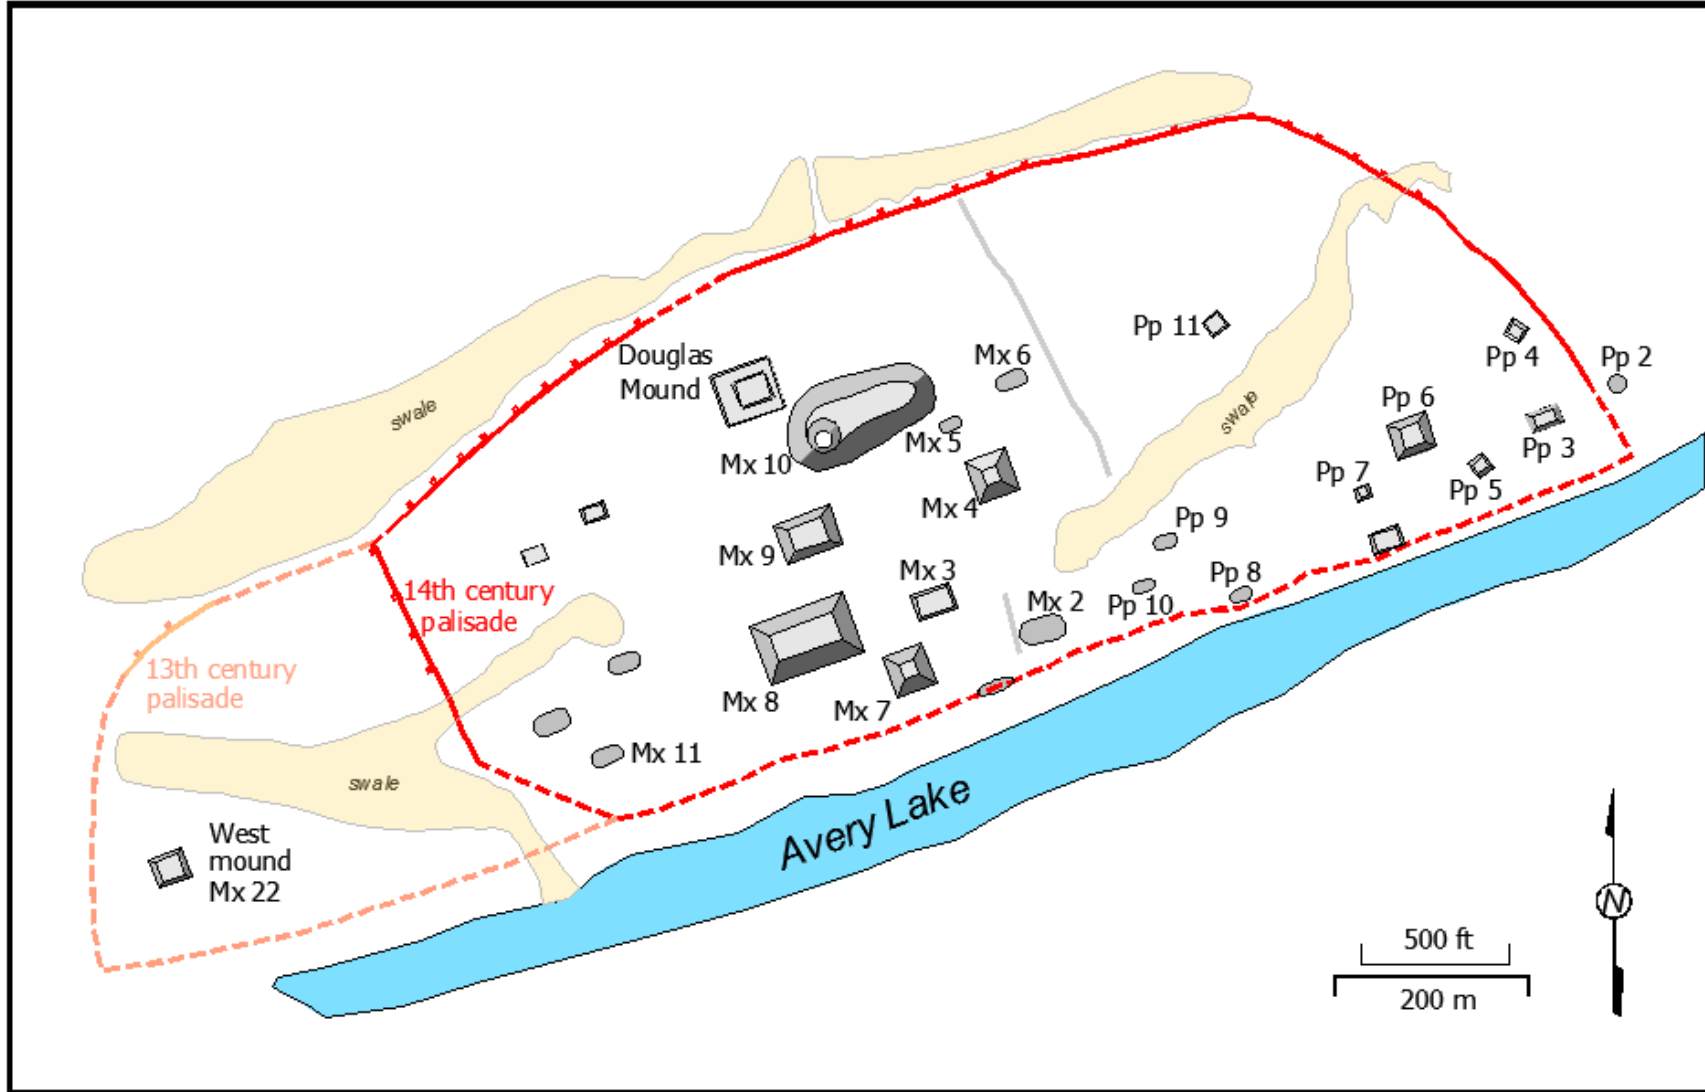 Douglas
Mound
Mx 6
Pp 11
Pp 4
Pp 2
swale
Mx 10
Mx 5
swale
Pp 6
Pp 3
Mx 4
Pp 7
Pp 5
Mx 9
Pp 9
14th century
palisade
Mx 3
Mx 2
Pp 10
Pp 8
13th century
palisade
Mx 8
Mx 7
Mx 11
swale
Avery Lake
West
mound
Mx 22
N
500 ft
200 m